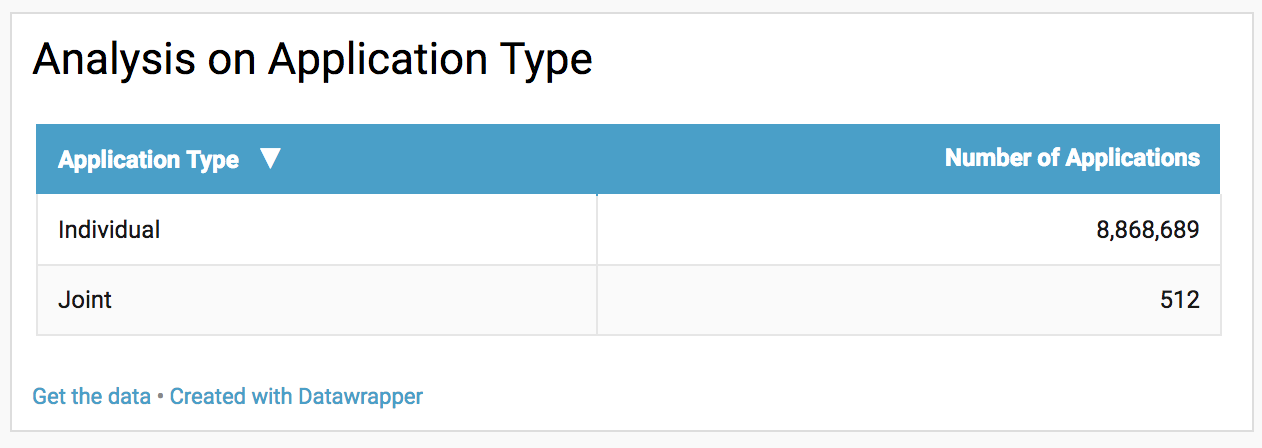 Analysis on Application Type
Application Type ▼ Number of Applications
Individual 8,868,689
Joint 512
Get the data • Created with Datawrapper